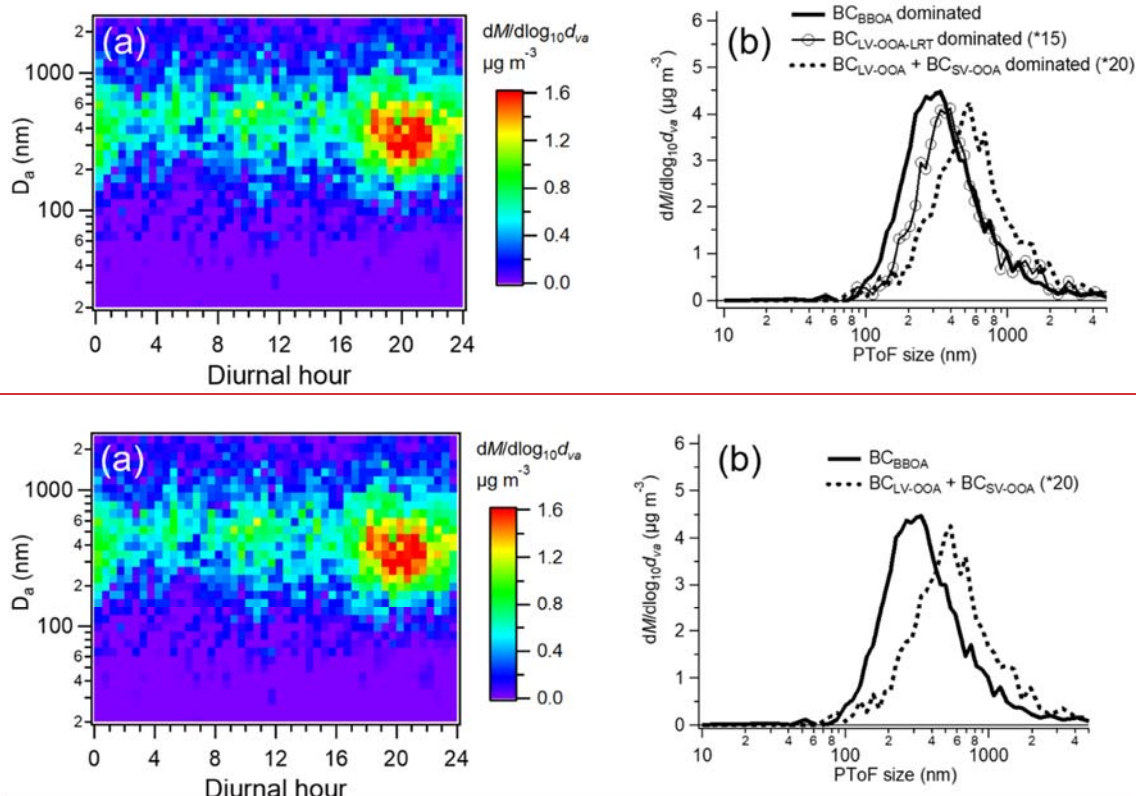 (a)
dM/dlog₁₀dᵥₐ
µg m⁻³
1.6
1.2
0.8
0.4
0.0
2
1000
6
4
2
100
6
4
2
Dₐ (nm)
0 4 8 12 16 20 24
Diurnal hour
(b)
BC_BBOA dominated
BC_LV-OOA-LRT dominated (*15)
BC_LV-OOA + BC_SV-OOA dominated (*20)
dM/dlog₁₀dᵥₐ (µg m⁻³)
6
5
4
3
2
1
0
10 2 4 6 8 100 2 4 6 8 1000 2 4
PToF size (nm)
(a)
dM/dlog₁₀dᵥₐ
µg m⁻³
1.6
1.2
0.8
0.4
0.0
2
1000
6
4
2
100
6
4
2
Dₐ (nm)
0 4 8 12 16 20 24
Diurnal hour
(b)
BC_BBOA
BC_LV-OOA + BC_SV-OOA (*20)
dM/dlog₁₀dᵥₐ (µg m⁻³)
6
5
4
3
2
1
0
10 2 4 6 8 100 2 4 6 8 1000 2 4
PToF size (nm)